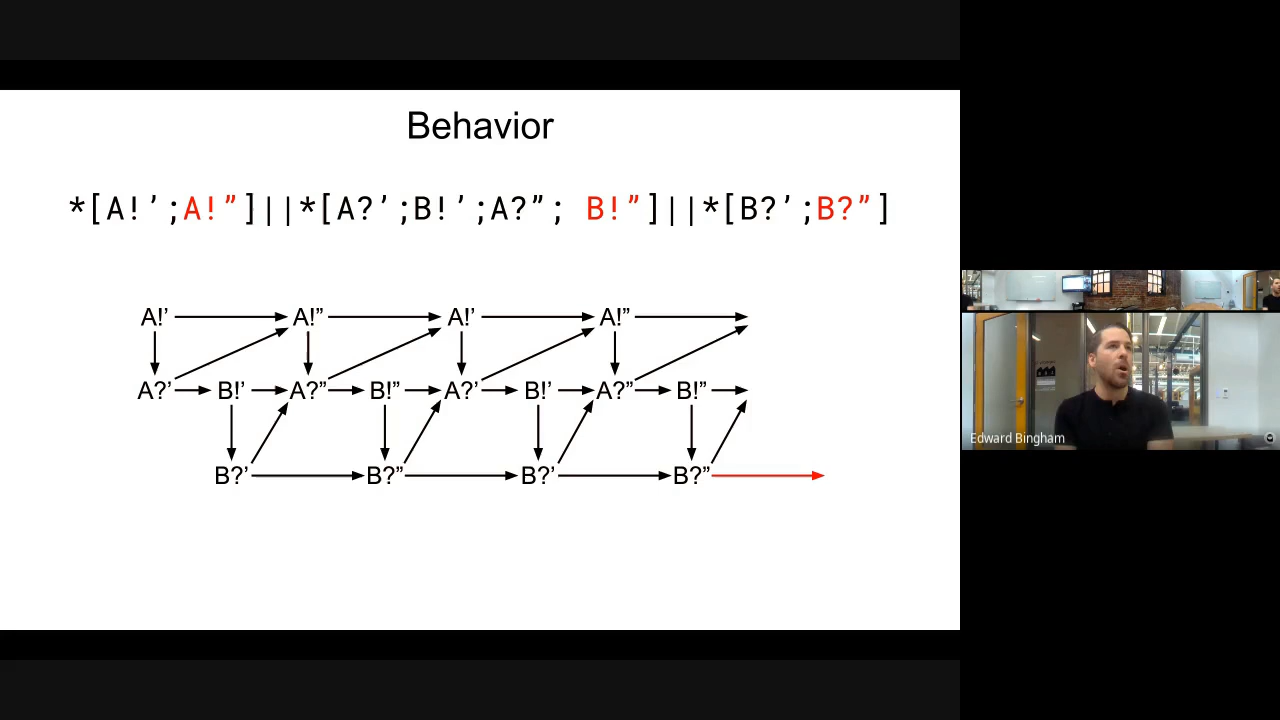 Behavior
*[A!’;A!”]||*[A?’;B!’;A?”; B!”]||*[B?’;B?”]
A!’ A!” A!’ A!”
A?’ B!’ A?” B!” A?’ B!’ A?” B!”
B?’ B?” B?’ B?”
Edward Bingham